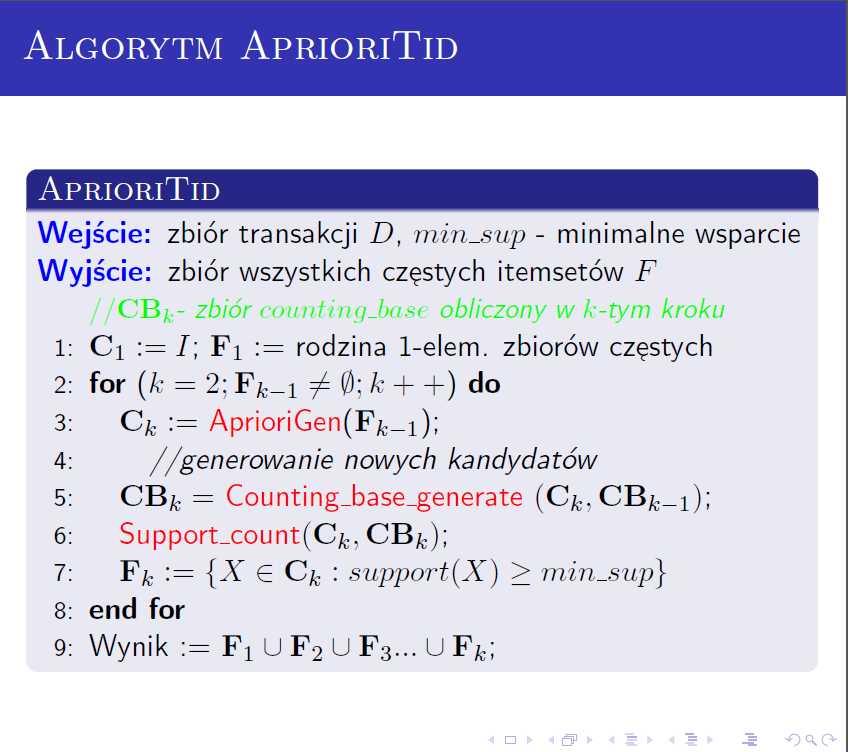 ALGORYTM APRIORITID
APRIORITID
Wejście: zbiór transakcji D, min_sup - minimalne wsparcie
Wyjście: zbiór wszystkich częstych itemsetów F
//CB_k- zbiór counting_base obliczony w k-tym kroku
1: C_1 := I; F_1 := rodzina 1-elem. zbiorów częstych
2: for (k = 2; F_{k−1} ≠ ∅; k + +) do
3: C_k := AprioriGen(F_{k−1});
4: //generowanie nowych kandydatów
5: CB_k = Counting_base_generate (C_k, CB_{k−1});
6: Support_count(C_k, CB_k);
7: F_k := {X ∈ C_k : support(X) ≥ min_sup}
8: end for
9: Wynik := F_1 ∪ F_2 ∪ F_3... ∪ F_k;